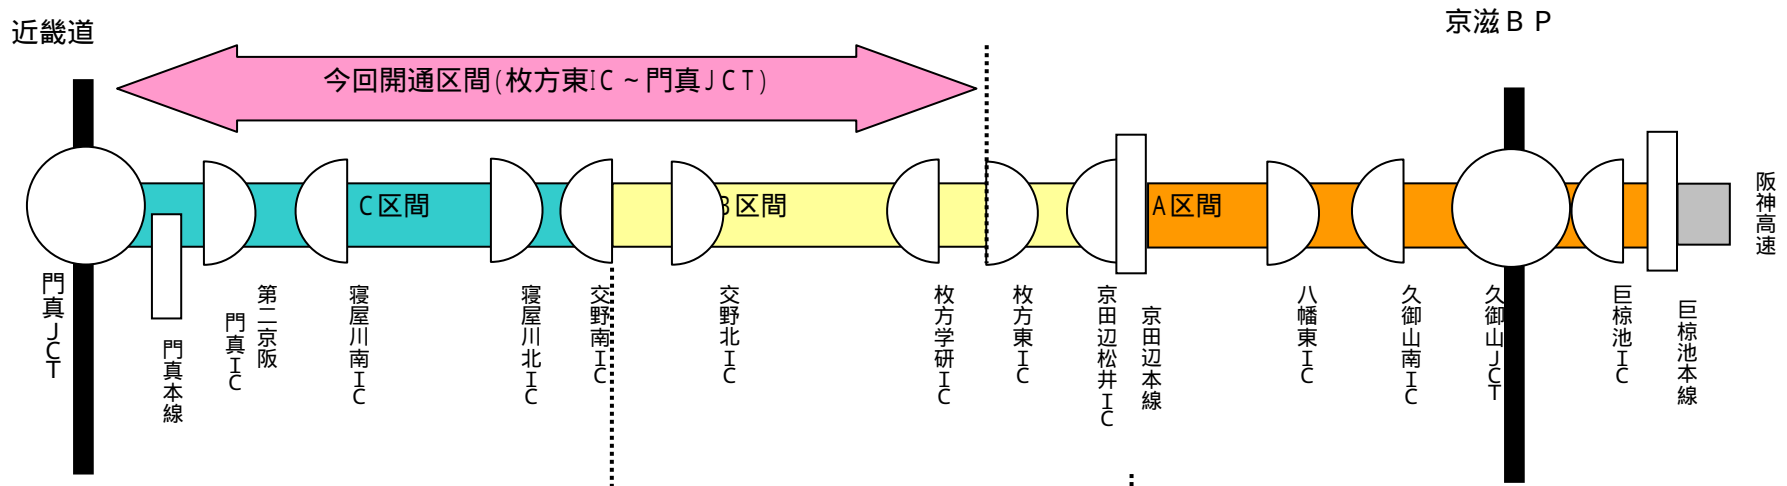 近畿道
京滋BP
今回開通区間(枚方東IC～門真JCT)
C区間
B区間
A区間
阪神高速
門真JCT
門真本線
第二京阪
門真IC
寝屋川南IC
寝屋川北IC
交野南IC
交野北IC
枚方学研IC
枚方東IC
京田辺松井IC
京田辺本線
八幡東IC
久御山南IC
久御山JCT
巨椋池IC
巨椋池本線